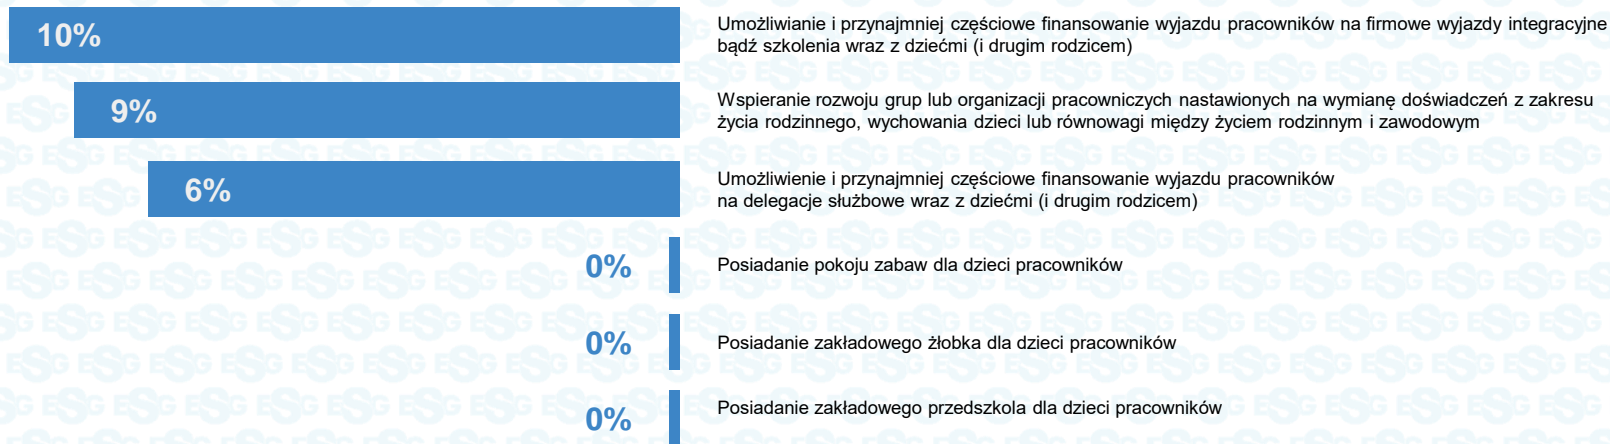 10%
Umożliwianie i przynajmniej częściowe finansowanie wyjazdu pracowników na firmowe wyjazdy integracyjne
bądź szkolenia wraz z dziećmi (i drugim rodzicem)
9%
Wspieranie rozwoju grup lub organizacji pracowniczych nastawionych na wymianę doświadczeń z zakresu
życia rodzinnego, wychowania dzieci lub równowagi między życiem rodzinnym i zawodowym
6%
Umożliwienie i przynajmniej częściowe finansowanie wyjazdu pracowników
na delegacje służbowe wraz z dziećmi (i drugim rodzicem)
0%
Posiadanie pokoju zabaw dla dzieci pracowników
0%
Posiadanie zakładowego żłobka dla dzieci pracowników
0%
Posiadanie zakładowego przedszkola dla dzieci pracowników